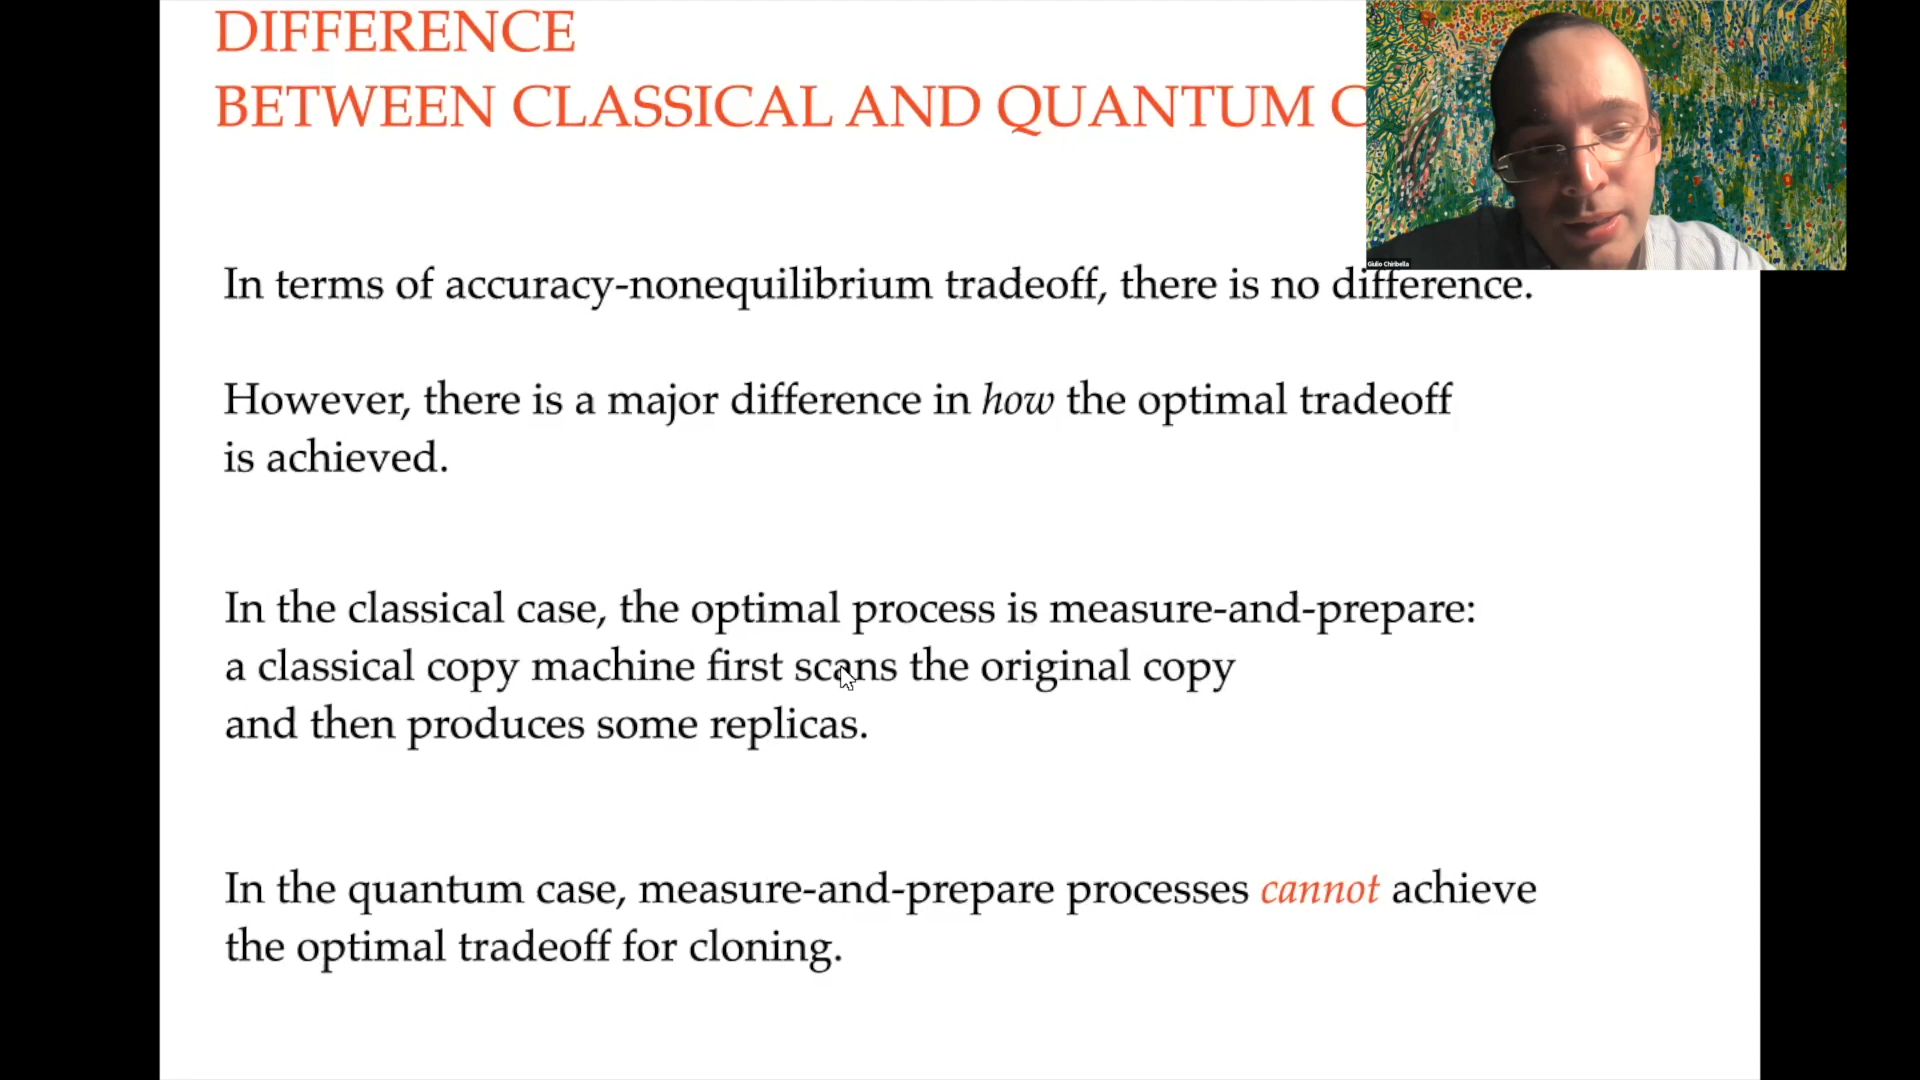 DIFFERENCE
BETWEEN CLASSICAL AND QUANTUM C
Giulio Chiribella
In terms of accuracy-nonequilibrium tradeoff, there is no difference.
However, there is a major difference in how the optimal tradeoff
is achieved.
In the classical case, the optimal process is measure-and-prepare:
a classical copy machine first scans the original copy
and then produces some replicas.
In the quantum case, measure-and-prepare processes cannot achieve
the optimal tradeoff for cloning.